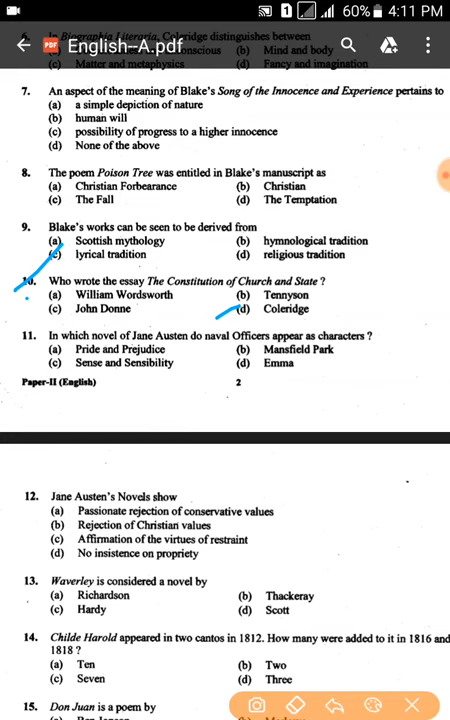 60% 4:11 PM
6. In Biographia Literaria, Coleridge distinguishes between
(b) Mind and body
English--A.pdf
(c) Matter and metaphysics (d) Fancy and imagination
7. An aspect of the meaning of Blake's Song of the Innocence and Experience pertains to
(a) a simple depiction of nature
(b) human will
(c) possibility of progress to a higher innocence
(d) None of the above
8. The poem Poison Tree was entitled in Blake's manuscript as
(a) Christian Forbearance (b) Christian
(c) The Fall (d) The Temptation
9. Blake's works can be seen to be derived from
(a) Scottish mythology (b) hymnological tradition
(c) lyrical tradition (d) religious tradition
10. Who wrote the essay The Constitution of Church and State ?
(a) William Wordsworth (b) Tennyson
(c) John Donne (d) Coleridge
11. In which novel of Jane Austen do naval Officers appear as characters ?
(a) Pride and Prejudice (b) Mansfield Park
(c) Sense and Sensibility (d) Emma
Paper-II (English) 2
12. Jane Austen's Novels show
(a) Passionate rejection of conservative values
(b) Rejection of Christian values
(c) Affirmation of the virtues of restraint
(d) No insistence on propriety
13. Waverley is considered a novel by
(a) Richardson (b) Thackeray
(c) Hardy (d) Scott
14. Childe Harold appeared in two cantos in 1812. How many were added to it in 1816 and
1818 ?
(a) Ten (b) Two
(c) Seven (d) Three
15. Don Juan is a poem by